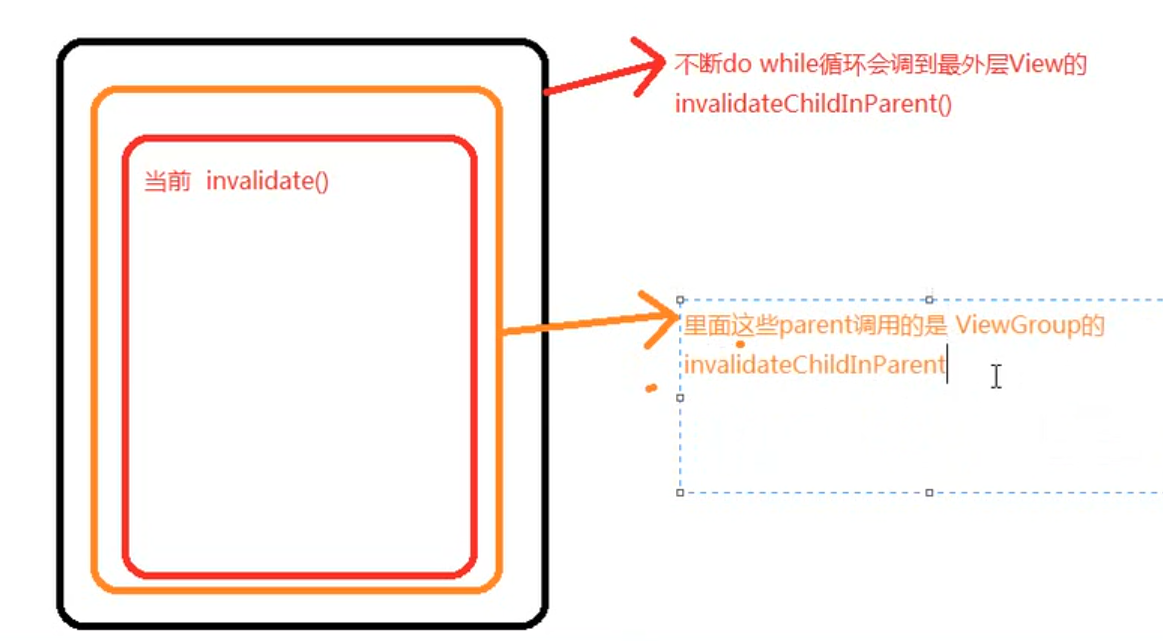 不断do while循环会调到最外层View的
invalidateChildInParent()
当前 invalidate()
里面这些parent调用的是 ViewGroup的
invalidateChildInParent